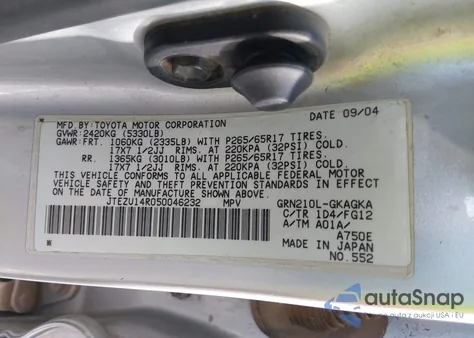 MFD. BY: TOYOTA MOTOR CORPORATION DATE 09/04
GVWR: 2420KG (5330LB)
GAWR: FRT. 1060KG (2335LB) WITH P265/65R17 TIRES.
17X7 1/2JJ RIMS. AT 220KPA (32PSI) COLD.
RR. 1365KG (3010LB) WITH P265/65R17 TIRES.
17X7 1/2JJ RIMS. AT 220KPA (32PSI) COLD.
THIS VEHICLE CONFORMS TO ALL APPLICABLE FEDERAL MOTOR
VEHICLE SAFETY AND THEFT PREVENTION STANDARDS IN EFFECT
ON THE DATE OF MANUFACTURE SHOWN ABOVE.
JTEZU14R050046232 MPV GRN210L-GKAGKA
C/TR 1D4/FG12
A/TM A01A/
A750E
MADE IN
JAPAN
NO.552
autoSnap
Auto z aukcji USA i EU